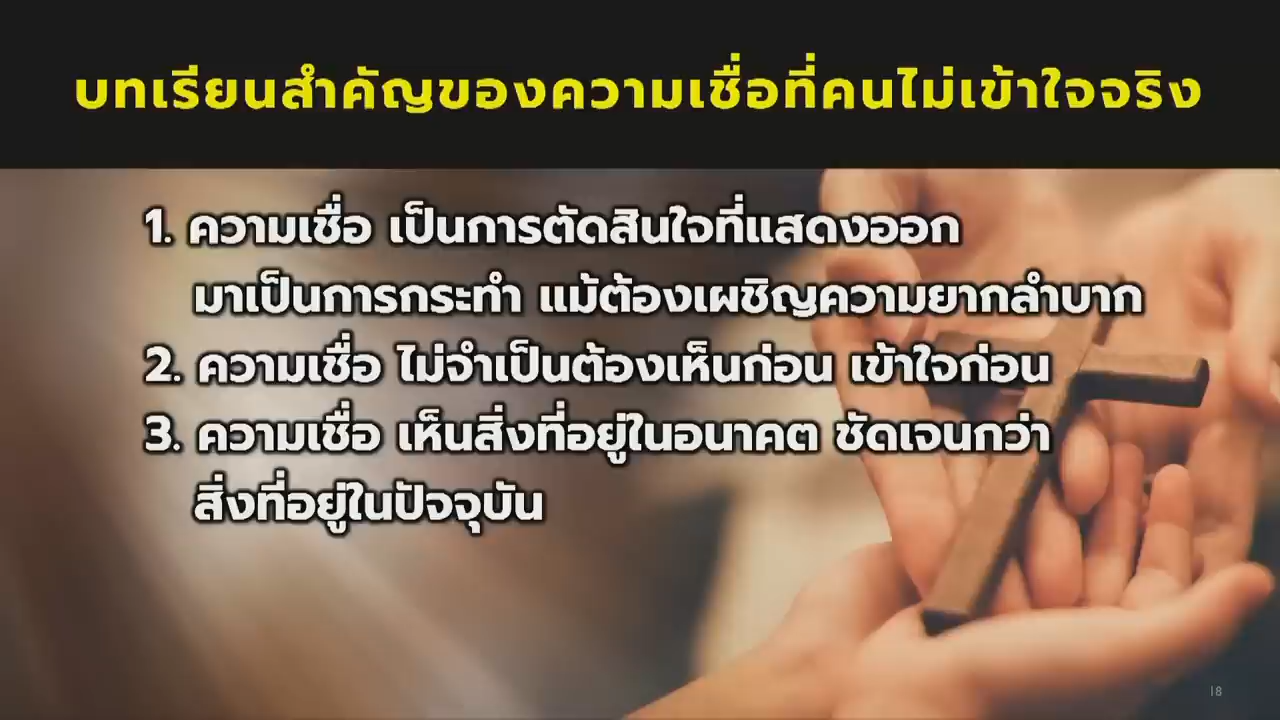 บทเรียนสำคัญของความเชื่อที่คนไม่เข้าใจจริง
1. ความเชื่อ เป็นการตัดสินใจที่แสดงออก
มาเป็นการกระทำ แม้ต้องเผชิญความยากลำบาก
2. ความเชื่อ ไม่จำเป็นต้องเห็นก่อน เข้าใจก่อน
3. ความเชื่อ เห็นสิ่งที่อยู่ในอนาคต ชัดเจนกว่า
สิ่งที่อยู่ในปัจจุบัน
18